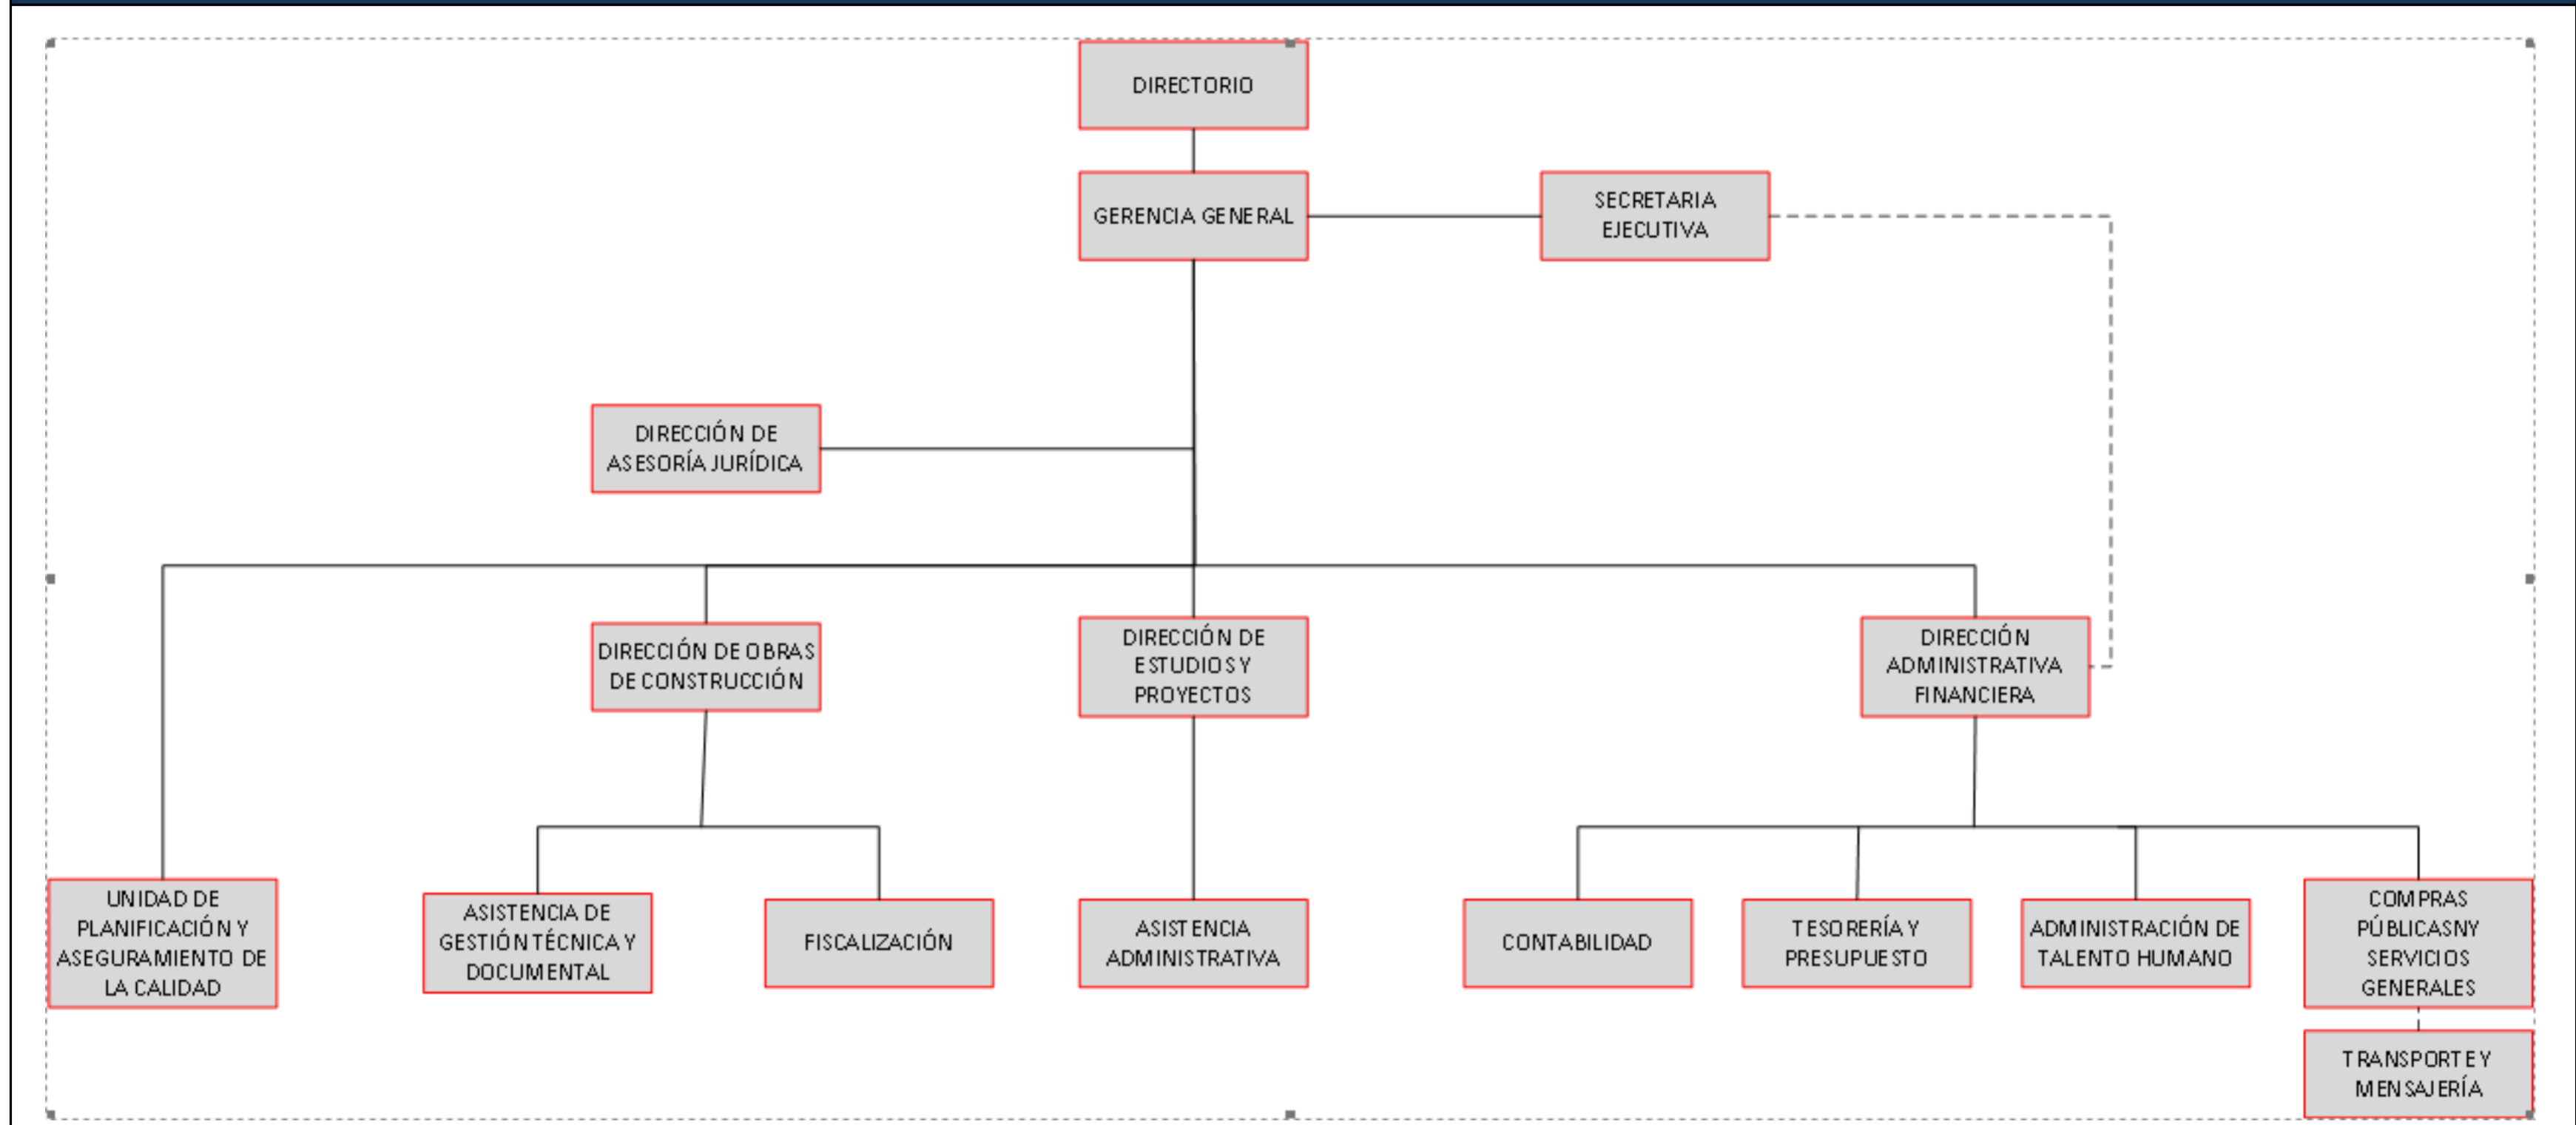 DIRECTORIO
GERENCIA GENERAL
SECRETARIA
EJECUTIVA
DIRECCIÓN DE
ASESORÍA JURÍDICA
DIRECCIÓN DE OBRAS
DE CONSTRUCCIÓN
DIRECCIÓN DE
ESTUDIOS Y
PROYECTOS
DIRECCIÓN
ADMINISTRATIVA
FINANCIERA
UNIDAD DE
PLANIFICACIÓN Y
ASEGURAMIENTO DE
LA CALIDAD
ASISTENCIA DE
GESTIÓN TÉCNICA Y
DOCUMENTAL
FISCALIZACIÓN
ASISTENCIA
ADMINISTRATIVA
CONTABILIDAD
TESORERÍA Y
PRESUPUESTO
ADMINISTRACIÓN DE
TALENTO HUMANO
COMPRAS
PÚBLICASNY
SERVICIOS
GENERALES
TRANSPORTE Y
MENSAJERÍA